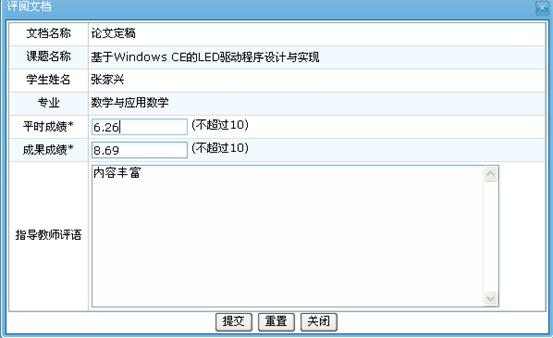 评阅文档
文档名称 论文定稿
课题名称 基于Windows CE的LED驱动程序设计与实现
学生姓名 张家兴
专业 数学与应用数学
平时成绩* 6.26 (不超过10)
成果成绩* 8.69 (不超过10)
内容丰富
指导教师评语
提交 重置 关闭